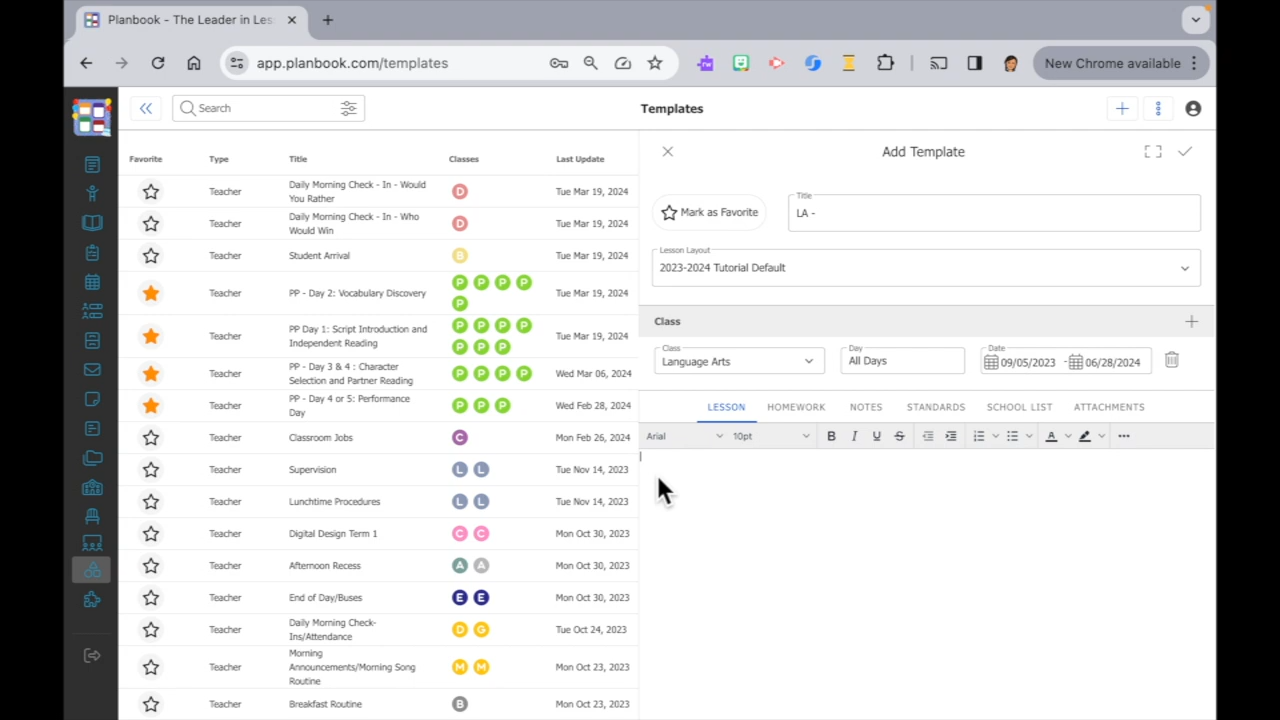 Planbook - The Leader in Les
app.planbook.com/templates
New Chrome available
Search
Templates
Favorite Type Title Classes Last Update
Teacher Daily Morning Check - In - Would D Tue Mar 19, 2024
You Rather
Teacher Daily Morning Check - In - Who D Tue Mar 19, 2024
Would Win
Teacher Student Arrival B Tue Mar 19, 2024
Teacher PP - Day 2: Vocabulary Discovery P P P P Tue Mar 19, 2024
P
Teacher PP Day 1: Script Introduction and P P P P Tue Mar 19, 2024
Independent Reading P P P
Teacher PP - Day 3 & 4 : Character P P P P Wed Mar 06, 2024
Selection and Partner Reading
Teacher PP - Day 4 or 5: Performance P P P Wed Feb 28, 2024
Day
Teacher Classroom Jobs C Mon Feb 26, 2024
Teacher Supervision L L Tue Nov 14, 2023
Teacher Lunchtime Procedures L L Tue Nov 14, 2023
Teacher Digital Design Term 1 C C Mon Oct 30, 2023
Teacher Afternoon Recess A A Mon Oct 30, 2023
Teacher End of Day/Buses E E Mon Oct 30, 2023
Teacher Daily Morning Check- D G Tue Oct 24, 2023
Ins/Attendance
Teacher Morning M M Mon Oct 23, 2023
Announcements/Morning Song
Routine
Teacher Breakfast Routine B Mon Oct 23, 2023
Add Template
Mark as Favorite
Title
LA -
Lesson Layout
2023-2024 Tutorial Default
Class
Class Day Date
Language Arts All Days 09/05/2023 - 06/28/2024
LESSON HOMEWORK NOTES STANDARDS SCHOOL LIST ATTACHMENTS
Arial 10pt B I U S A